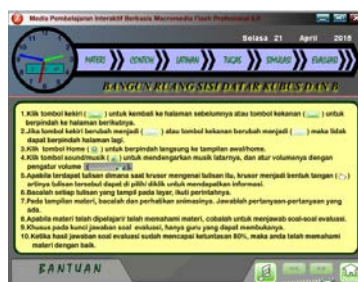 Media Pembelajaran Interaktif Berbasis Macromedia Flash Professional 8.0
Selasa 21 April 2015
MATERI CONTOH LATIHAN TUGAS SIMULASI EVALUASI
BANGUN RUANG SISI DATAR KUBUS DAN B
1.Klik tombol kekiri ( ) untuk kembali ke halaman sebelumnya atau tombol kekanan ( ) untuk
berpindah ke halaman berikutnya.
2.Jika tombol kekiri berubah menjadi ( ) atau tombol kekanan berubah menjadi ( ) maka tidak
dapat berpindah halaman lagi.
3.Klik tombol Home ( ) untuk berpindah langsung ke tampilan awal/home.
4.Klik tombol sound/musik ( ) untuk mendengarkan musik latarnya, dan atur volumenya dengan
pengatur volume ( )
5.Apabila terdapat tulisan dimana saat krusor mengenai tulisan itu, krusor menjadi bentuk tangan ( )
artinya tulisan tersebut dapat di pilih/ diklik untuk mendapatkan informasi.
6.Bacalah setiap tulisan yang tampil pada layar, ikuti perintahnya.
7.Pada tampilan materi, bacalah dan perhatikan animasinya. Jawablah pertanyaan-pertanyaan yang
ada.
8.Apabila materi telah dipelajari/ telah memahami materi, cobalah untuk menjawab soal-soal evaluasi.
9.Khusus pada kunci jawaban soal evaluasi, hanya guru yang dapat membukanya.
10.Ketika hasil jawaban soal evaluasi sudah mencapai ketuntasan 80%, maka anda telah memahami
materi dengan baik.
BANTUAN